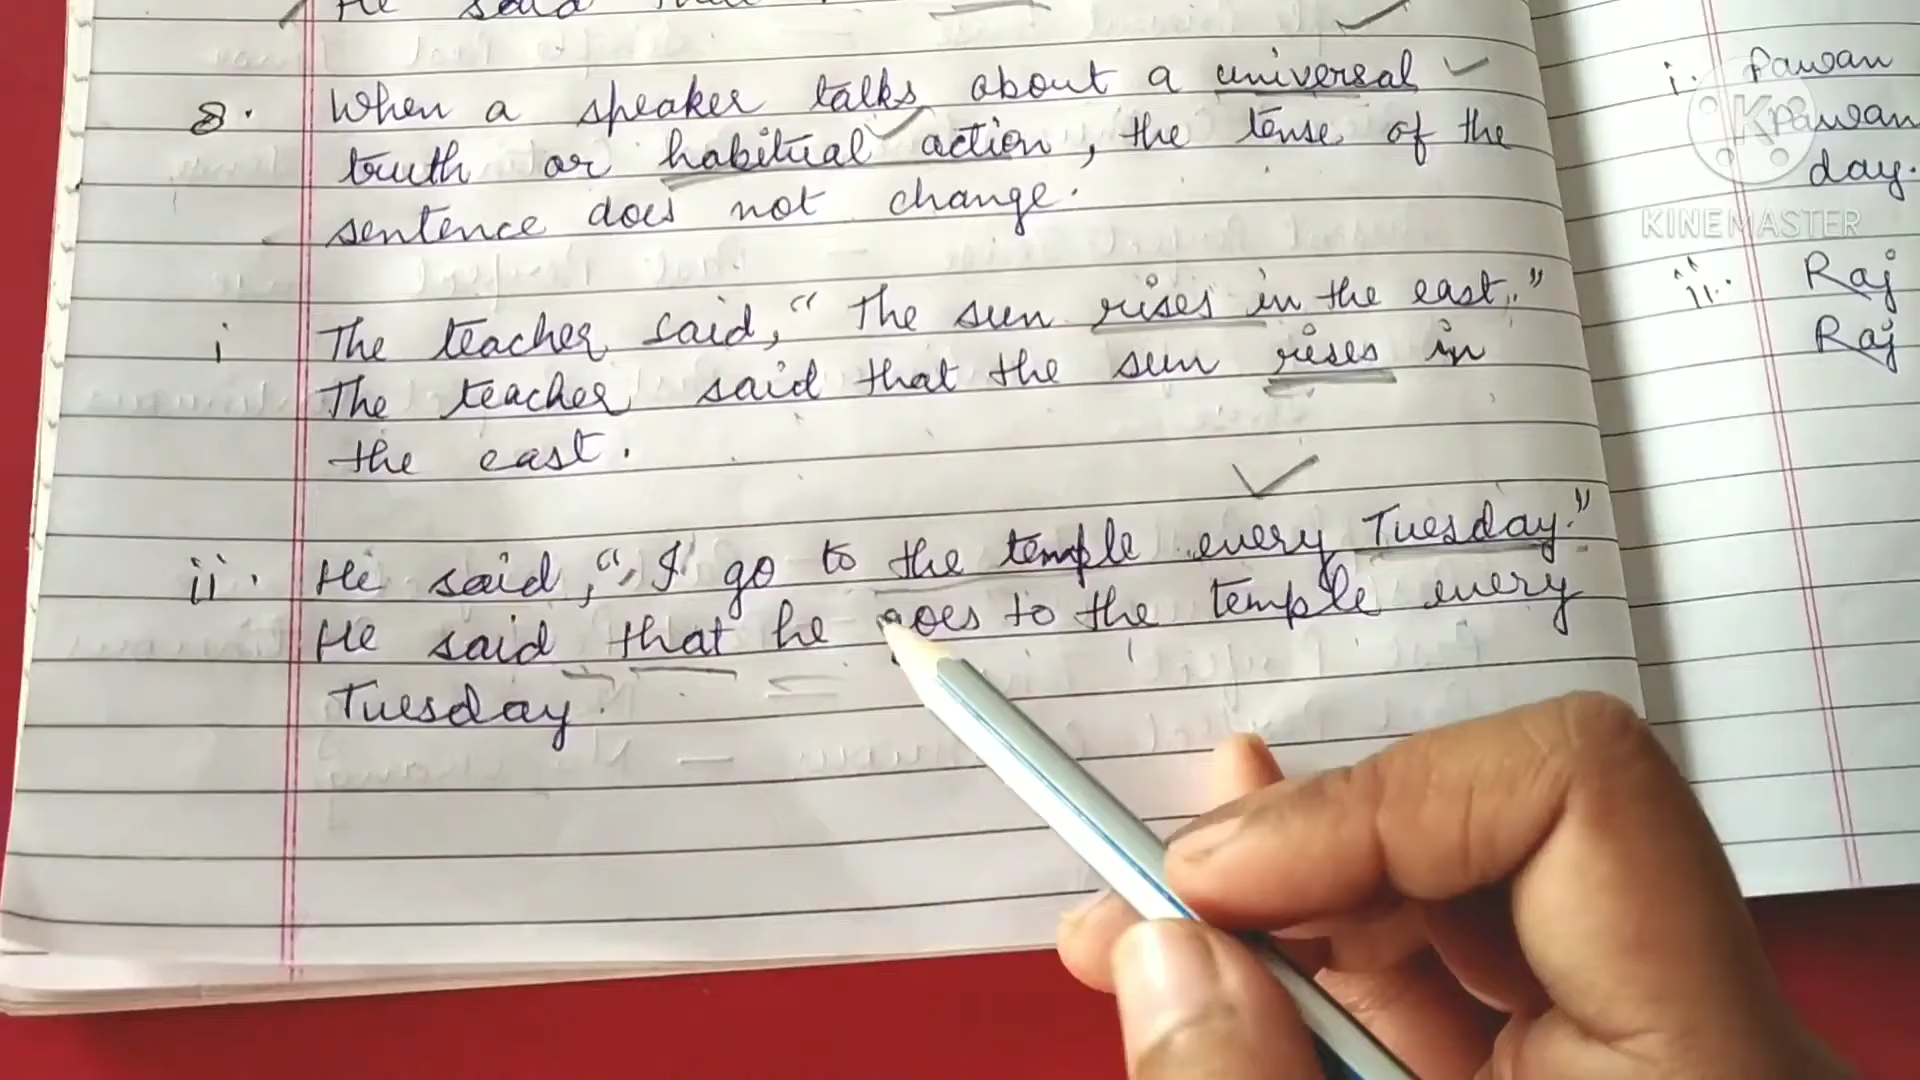 He said that
8. When a speaker talks about a universal
truth or habitual action, the tense of the
sentence does not change.
i The teacher said, "The sun rises in the east."
The teacher said that the sun rises in
the east.
ii. He said, "I go to the temple every Tuesday."
He said that he goes to the temple every
Tuesday.
i. Pawan
Pawan
day.
ii. Raj
Raj
K
KINEMASTER